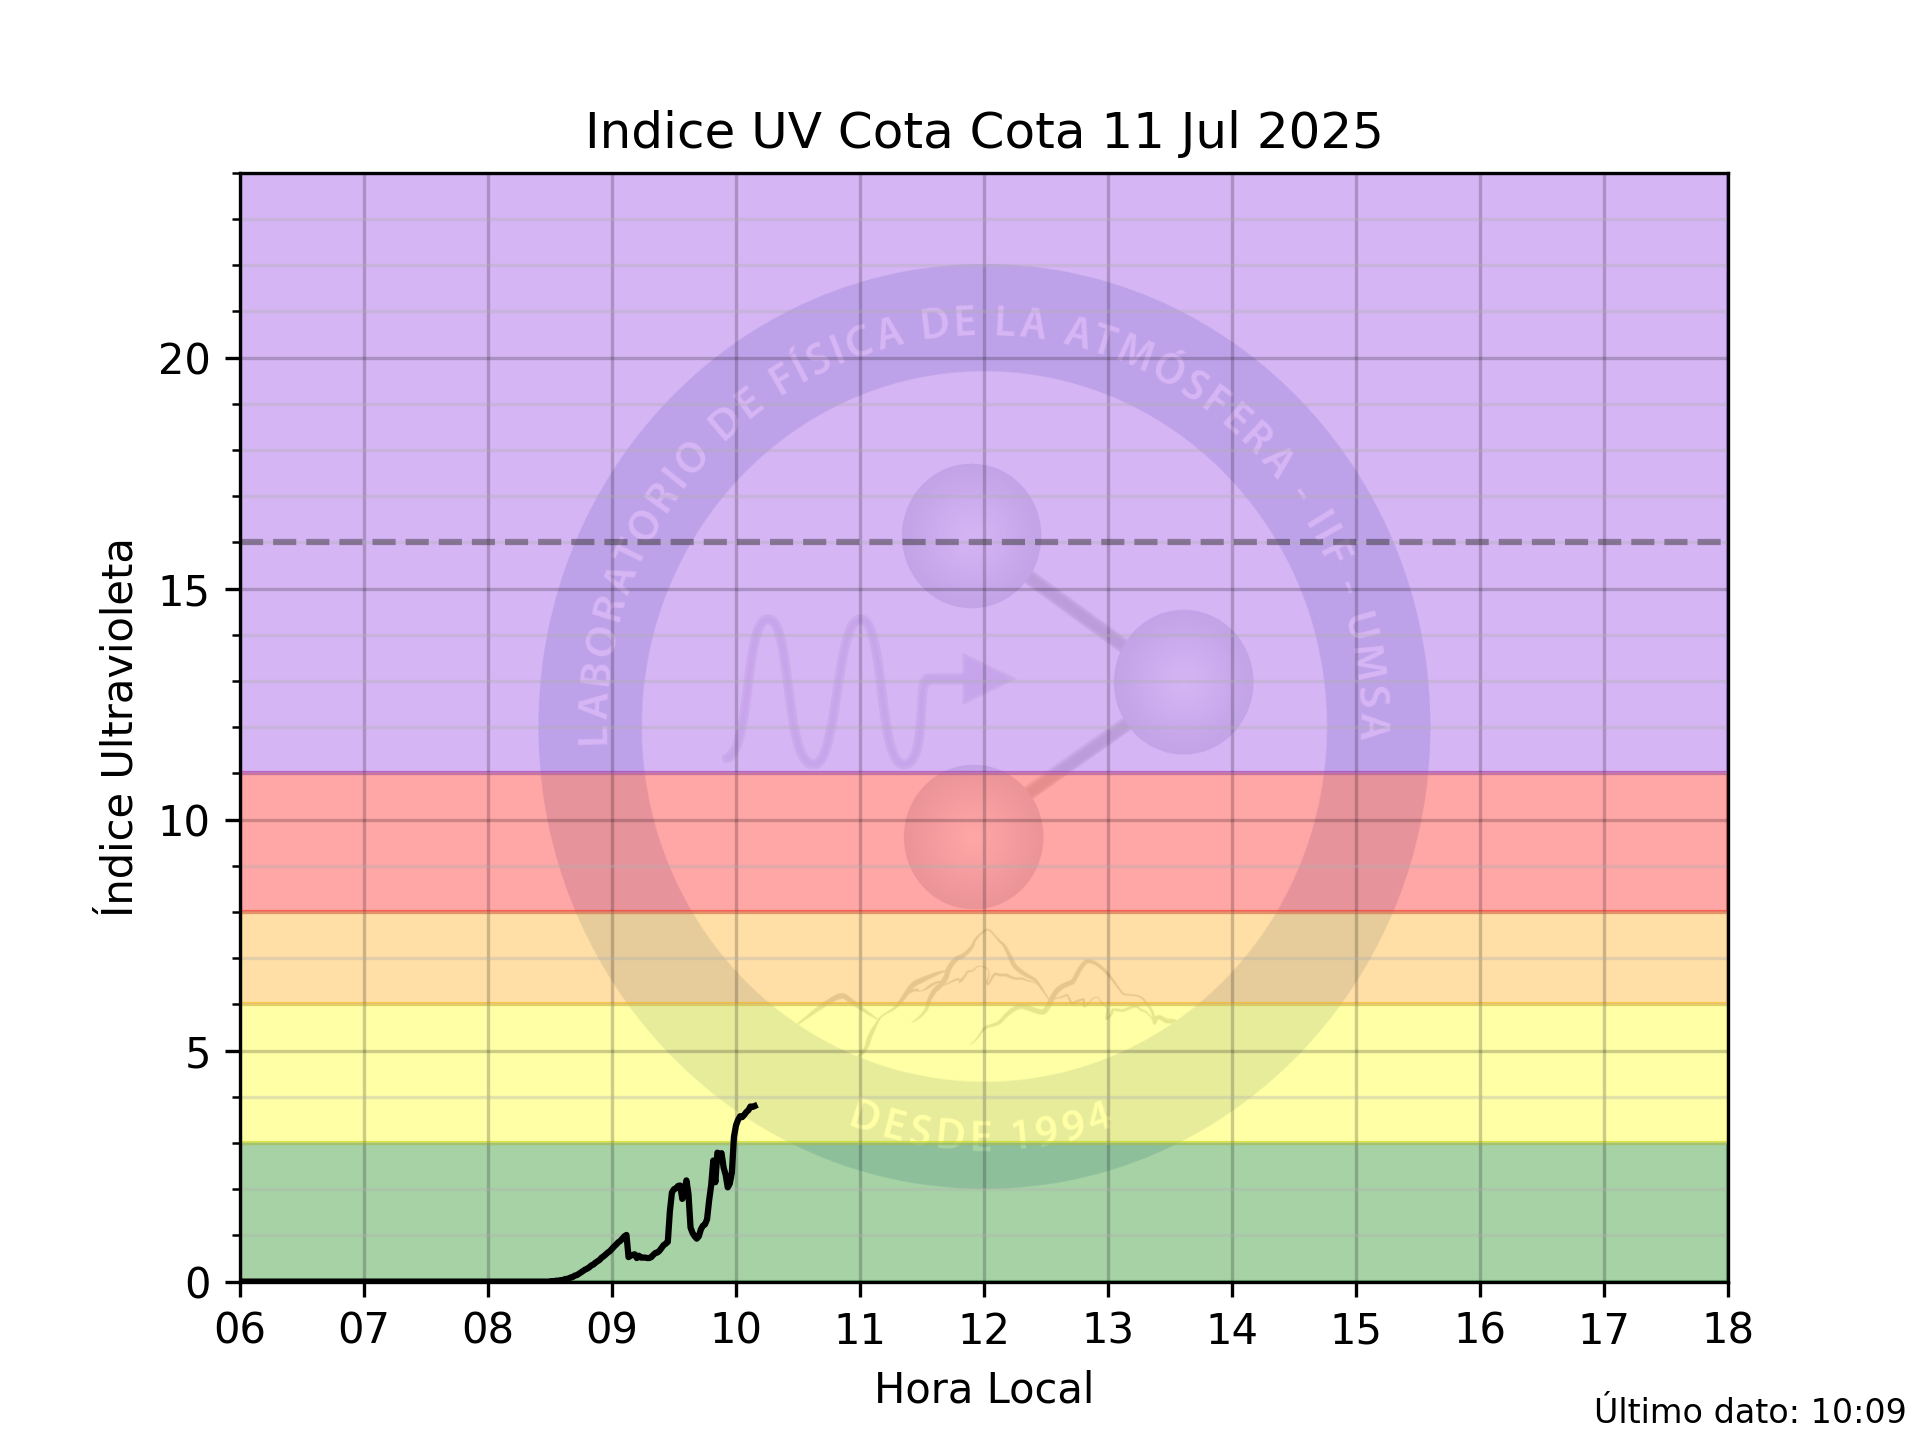 Indice UV Cota Cota 11 Jul 2025
Índice Ultravioleta
20
15
10
5
0
LABORATORIO DE FÍSICA DE LA ATMÓSFERA - IIF - UMSA
DESDE 1994
06 07 08 09 10 11 12 13 14 15 16 17 18
Hora Local
Último dato: 10:09